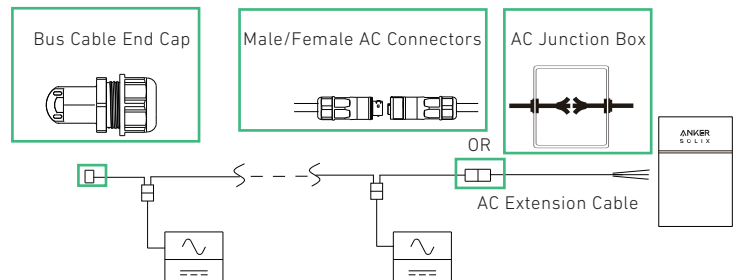 Bus Cable End Cap
Male/Female AC Connectors
AC Junction Box
ANKER
SOLIX
OR
AC Extension Cable